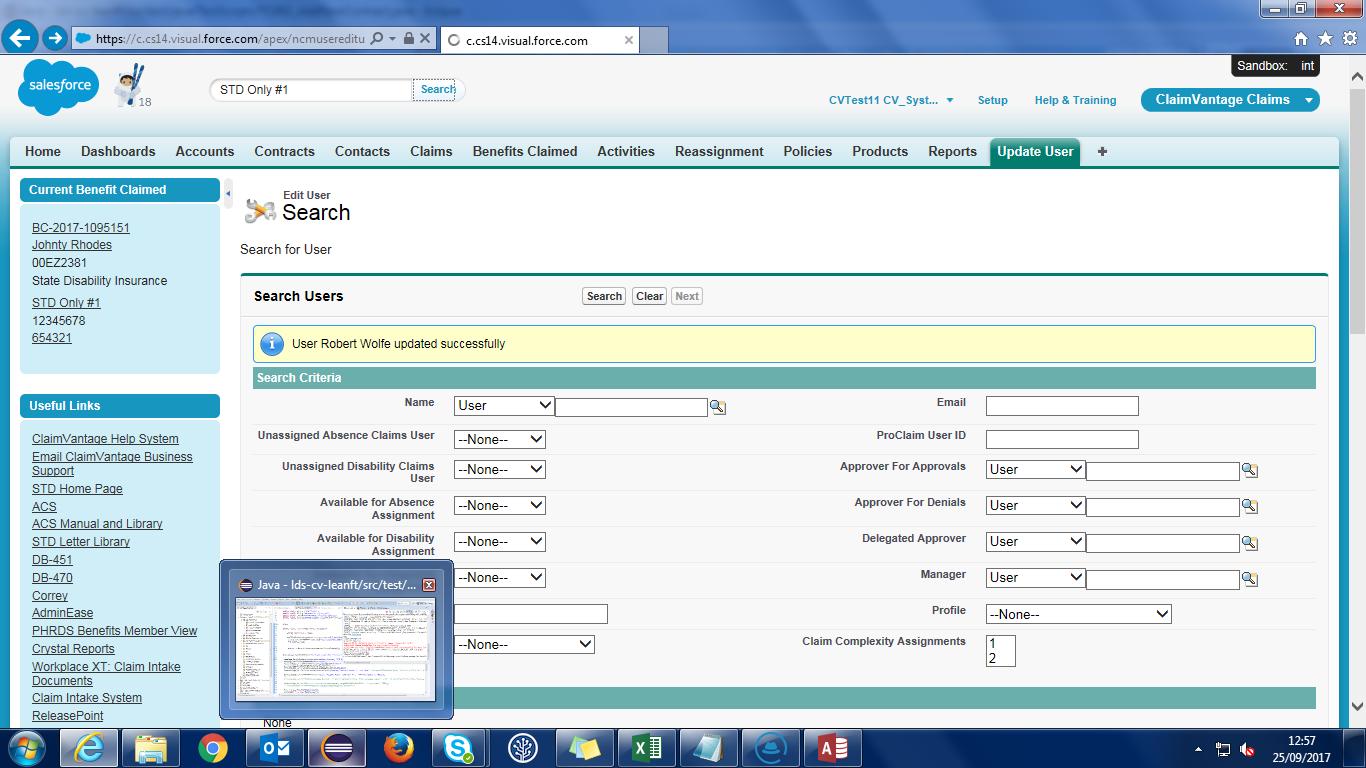 https://c.cs14.visual.force.com/apex/ncmusereditu
c.cs14.visual.force.com
Sandbox: int
salesforce
18
STD Only #1
Search
CVTest11 CV_Syst...
Setup
Help & Training
ClaimVantage Claims
Home Dashboards Accounts Contracts Contacts Claims Benefits Claimed Activities Reassignment Policies Products Reports Update User +
Current Benefit Claimed
BC-2017-1095151
Johnty Rhodes
00EZ2381
State Disability Insurance
STD Only #1
12345678
654321
Useful Links
ClaimVantage Help System
Email ClaimVantage Business
Support
STD Home Page
ACS
ACS Manual and Library
STD Letter Library
DB-451
DB-470
Correy
AdminEase
PHRDS Benefits Member View
Crystal Reports
Workplace XT: Claim Intake
Documents
Claim Intake System
ReleasePoint
Edit User
Search
Search for User
Search Users
Search Clear Next
User Robert Wolfe updated successfully
Search Criteria
Name User
Email
Unassigned Absence Claims User --None--
ProClaim User ID
Unassigned Disability Claims
User
--None--
Approver For Approvals User
Available for Absence
Assignment
--None--
Approver For Denials User
Available for Disability
Assignment
--None--
Delegated Approver User
--None--
Manager User
Profile --None--
--None--
Claim Complexity Assignments 1
2
None
Java - lds-cv-leanft/src/test/...
12:57
25/09/2017